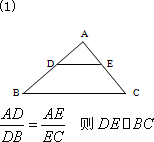 (1)
A
D E
B C
AD/DB = AE/EC 则 DE□BC